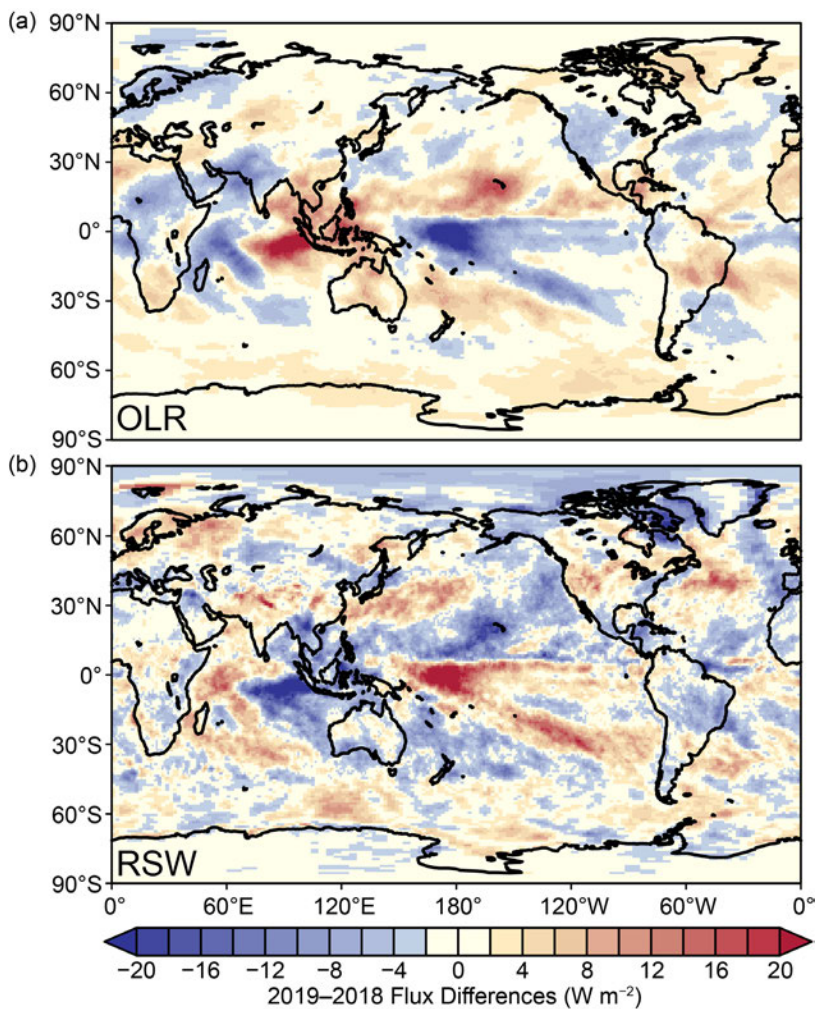 (a)
90°N
60°N
30°N
0°
30°S
60°S
90°S
OLR
(b)
90°N
60°N
30°N
0°
30°S
60°S
90°S
RSW
0° 60°E 120°E 180° 120°W 60°W 0°
−20 −16 −12 −8 −4 0 4 8 12 16 20
2019–2018 Flux Differences (W m⁻²)